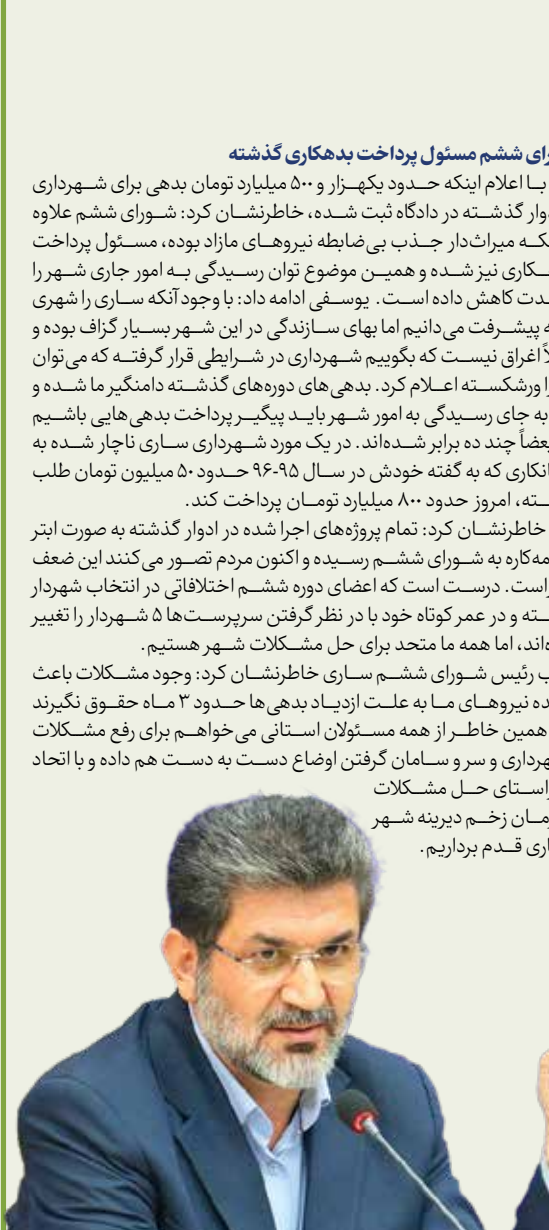 رای ششم مسئول پرداخت بدهکاری گذشته
با اعلام اینکه حدود یکهزار و ۵۰۰ میلیارد تومان بدهی برای شهرداری
دوار گذشته در دادگاه ثبت شده، خاطرنشان کرد: شورای ششم علاوه
نکه میراث‌دار جذب بی‌ضابطه نیروهای مازاد بوده، مسئول پرداخت
کاری نیز شده و همین موضوع توان رسیدگی به امور جاری شهر را
دت کاهش داده است. یوسفی ادامه داد: با وجود آنکه ساری را شهری
ه پیشرفت می‌دانیم اما بهای سازندگی در این شهر بسیار گزاف بوده و
لاً اغراق نیست که بگوییم شهرداری در شرایطی قرار گرفته که می‌توان
را ورشکسته اعلام کرد. بدهی‌های دوره‌های گذشته دامنگیر ما شده و
به جای رسیدگی به امور شهر باید پیگیر پرداخت بدهی‌هایی باشیم
بعضاً چند ده برابر شده‌اند. در یک مورد شهرداری ساری ناچار شده به
انکاری که به گفته خودش در سال ۹۵-۹۶ حدود ۵۰ میلیون تومان طلب
ـته، امروز حدود ۸۰۰ میلیارد تومان پرداخت کند.
خاطرنشان کرد: تمام پروژه‌های اجرا شده در ادوار گذشته به صورت ابتر
مه‌کاره به شورای ششم رسیده و اکنون مردم تصور می‌کنند این ضعف
است. درست است که اعضای دوره ششم اختلافاتی در انتخاب شهردار
ـته و در عمر کوتاه خود با در نظر گرفتن سرپرست‌ها ۵ شهردار را تغییر
ه‌اند، اما همه ما متحد برای حل مشکلات شهر هستیم.
ب رئیس شورای ششم ساری خاطرنشان کرد: وجود مشکلات باعث
ده نیروهای ما به علت ازدیاد بدهی‌ها حدود ۳ ماه حقوق نگیرند
همین خاطر از همه مسئولان استانی می‌خواهم برای رفع مشکلات
هرداری و سر و سامان گرفتن اوضاع دست به دست هم داده و با اتحاد
راستای حل مشکلات
رمان زخم دیرینه شهر
اری قدم برداریم.